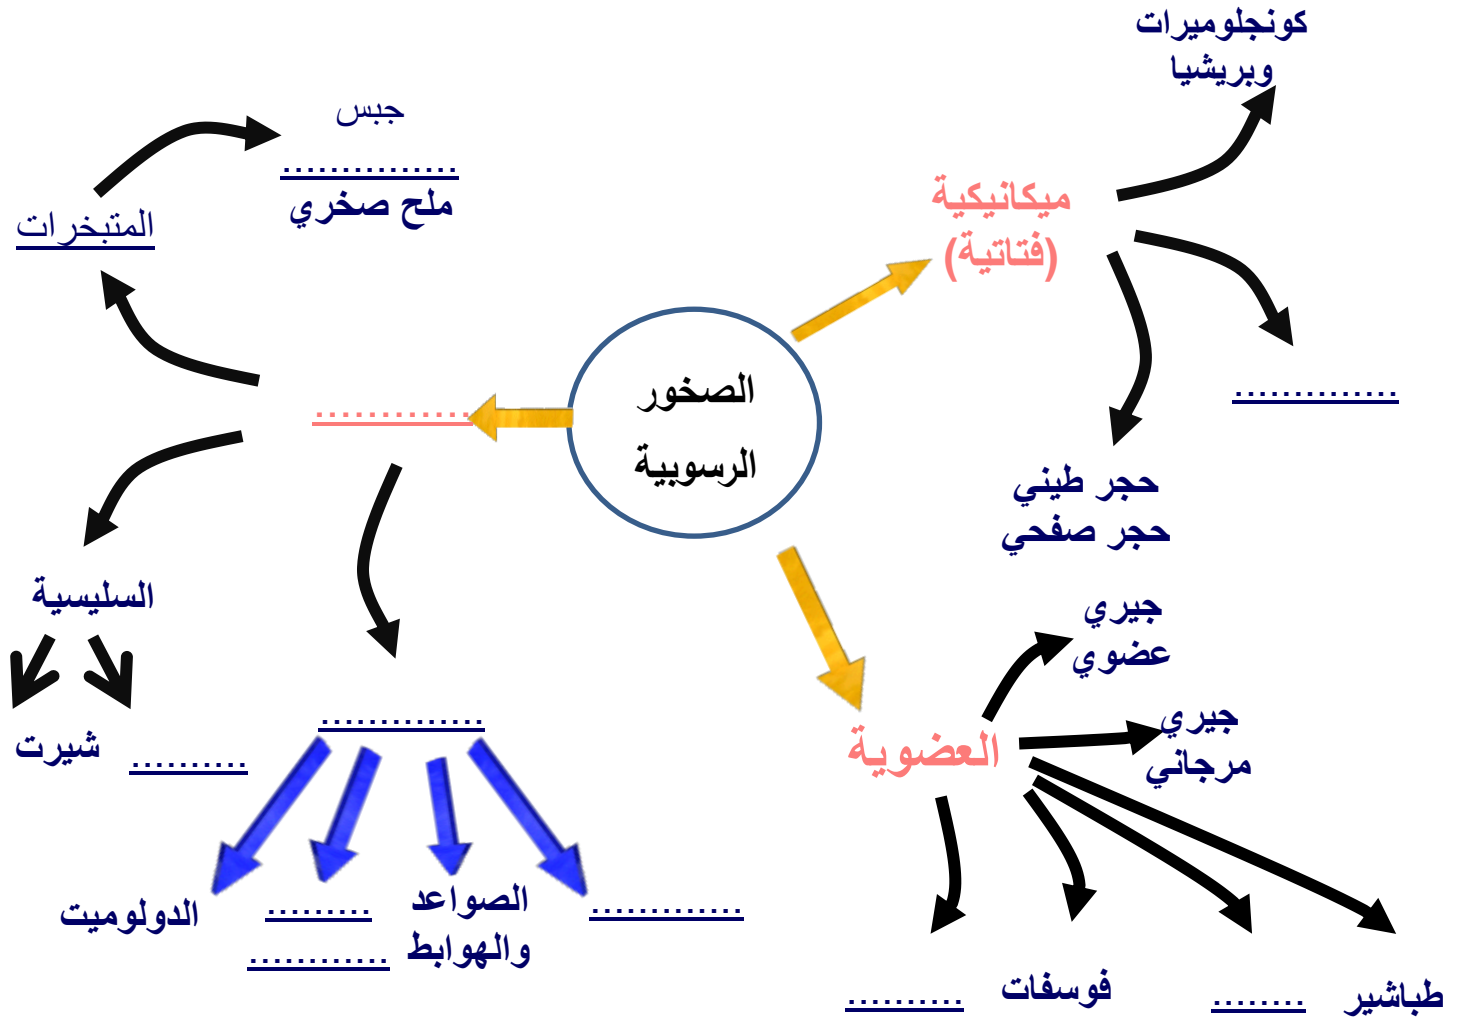 كونجلوميرات
وبريشيا
جبس
...............
ملح صخري
المتبخرات
ميكانيكية
(فتاتية)
..............
............
الصخور
الرسوبية
حجر طيني
حجر صفحي
السليسية
شيرت
..........
..............
الدولوميت
.........
............
الصواعد
والهوابط
.............
جيري
عضوي
جيري
مرجاني
العضوية
..........
فوسفات
........
طباشير